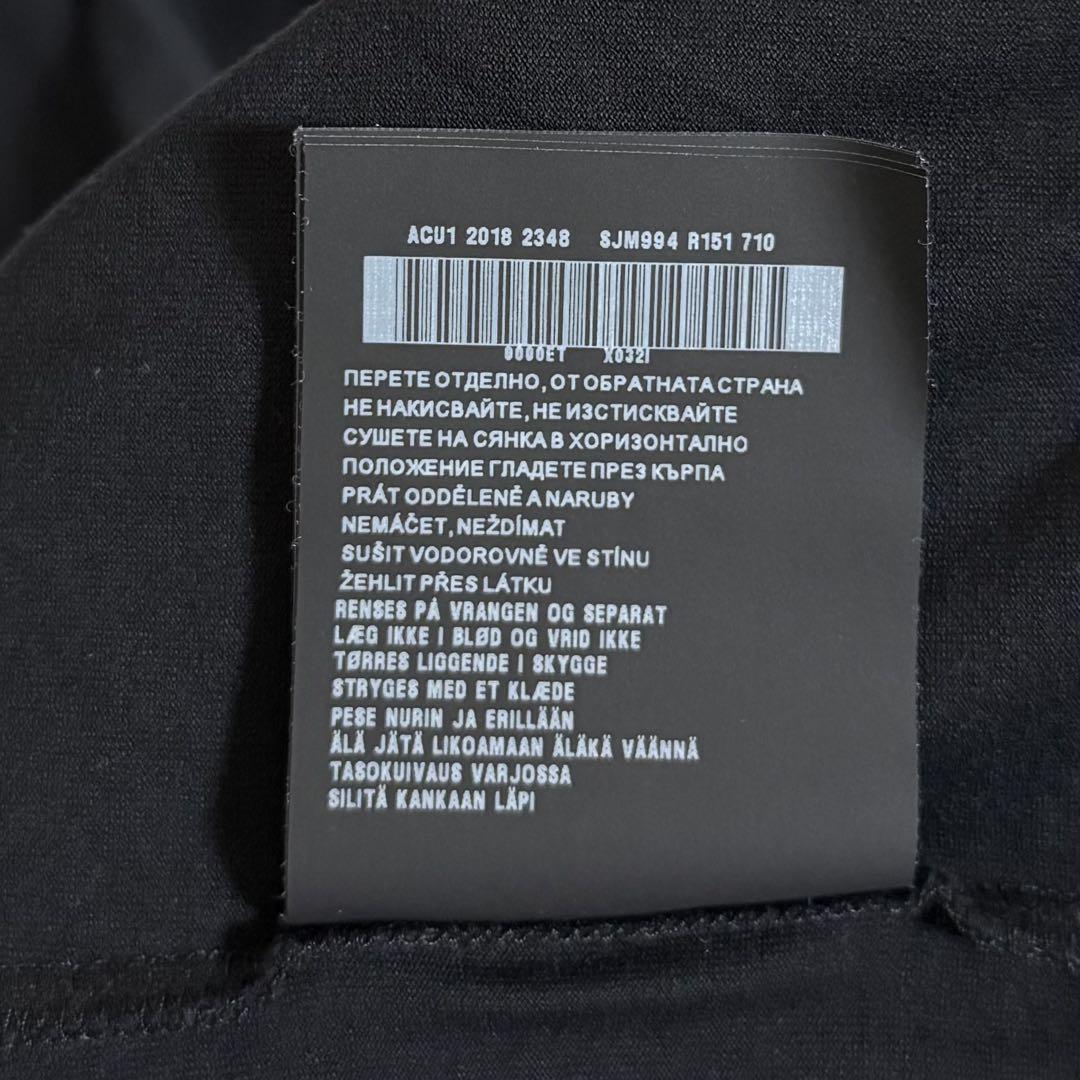 ACU1 2018 2348 SJM994 R151 710
X032I
ПЕРЕТЕ ОТДЕЛНО, ОТ ОБРАТНАТА СТРАНА
НЕ НАКИСВАЙТЕ, НЕ ИЗСТИСКВАЙТЕ
СУШЕТЕ НА СЯНКА В ХОРИЗОНТАЛНО
ПОЛОЖЕНИЕ ГЛАДЕТЕ ПРЕЗ КЪРПА
PRÁT ODDĚLENĚ A NARUBY
NEMÁČET, NEŽDÍMAT
SUŠIT VODOROVNĚ VE STÍNU
ŽEHLIT PŘES LÁTKU
RENSES PÅ VRANGEN OG SEPARAT
LÆG IKKE I BLØD OG VRID IKKE
TØRRES LIGGENDE I SKYGGE
STRYGES MED ET KLÆDE
PESE NURIN JA ERILLÄÄN
ÄLÄ JÄTÄ LIKOAMAAN ÄLÄKÄ VÄÄNNÄ
TASOKUIVAUS VARJOSSA
SILITÄ KANKAAN LÄPI